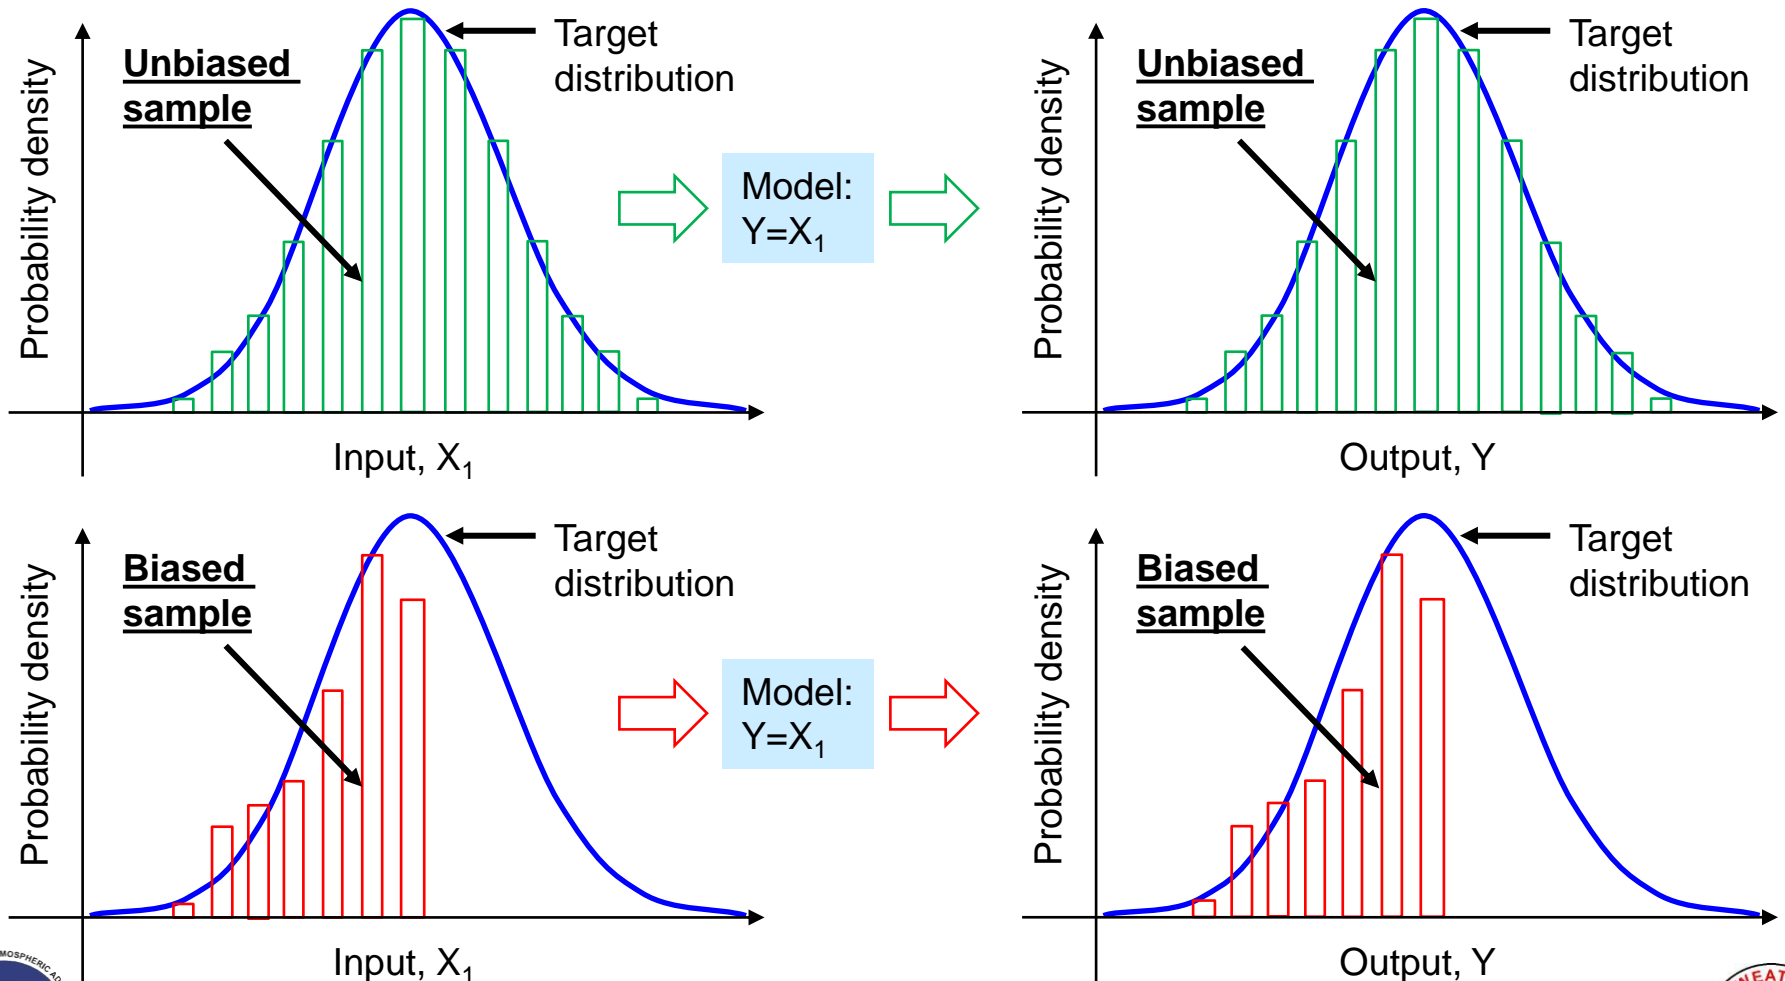 Probability density
Unbiased
sample
Target
distribution
Input, X₁
Model:
Y=X₁
Probability density
Unbiased
sample
Target
distribution
Output, Y
Probability density
Biased
sample
Target
distribution
Input, X₁
Model:
Y=X₁
Probability density
Biased
sample
Target
distribution
Output, Y